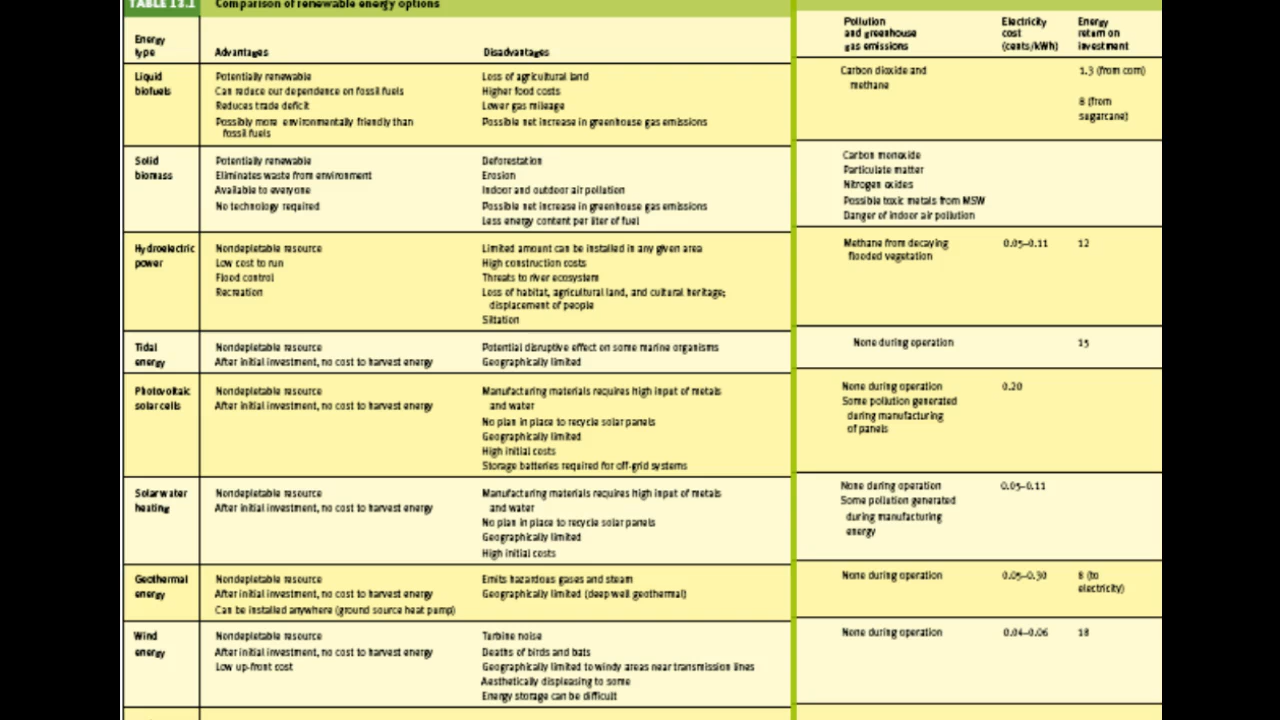 TABLE 13.1 Comparison of renewable energy options
Energy type
Advantages
Disadvantages
Pollution and greenhouse gas emissions
Electricity cost (cents/kWh)
Energy return on investment
Liquid biofuels
Potentially renewable
Can reduce our dependence on fossil fuels
Reduces trade deficit
Possibly more environmentally friendly than
fossil fuels
Loss of agricultural land
Higher food costs
Lower gas mileage
Possible net increase in greenhouse gas emissions
Carbon dioxide and
methane
1.3 (from corn)
8 (from
sugarcane)
Solid biomass
Potentially renewable
Eliminates waste from environment
Available to everyone
No technology required
Deforestation
Erosion
Indoor and outdoor air pollution
Possible net increase in greenhouse gas emissions
Less energy content per liter of fuel
Carbon monoxide
Particulate matter
Nitrogen oxides
Possible toxic metals from MSW
Danger of indoor air pollution
Hydroelectric power
Nondepletable resource
Low cost to run
Flood control
Recreation
Limited amount can be installed in any given area
High construction costs
Threats to river ecosystem
Loss of habitat, agricultural land, and cultural heritage;
displacement of people
Siltation
Methane from decaying
flooded vegetation
0.05–0.11
12
Tidal energy
Nondepletable resource
After initial investment, no cost to harvest energy
Potential disruptive effect on some marine organisms
Geographically limited
None during operation
15
Photovoltaic solar cells
Nondepletable resource
After initial investment, no cost to harvest energy
Manufacturing materials requires high input of metals
and water
No plan in place to recycle solar panels
Geographically limited
High initial costs
Storage batteries required for off-grid systems
None during operation
Some pollution generated
during manufacturing
of panels
0.20
Solar water heating
Nondepletable resource
After initial investment, no cost to harvest energy
Manufacturing materials requires high input of metals
and water
No plan in place to recycle solar panels
Geographically limited
High initial costs
None during operation
Some pollution generated
during manufacturing
energy
0.05–0.11
Geothermal energy
Nondepletable resource
After initial investment, no cost to harvest energy
Can be installed anywhere (ground source heat pump)
Emits hazardous gases and steam
Geographically limited (deep well geothermal)
None during operation
0.05–0.30
8 (to
electricity)
Wind energy
Nondepletable resource
After initial investment, no cost to harvest energy
Low up-front cost
Turbine noise
Deaths of birds and bats
Geographically limited to windy areas near transmission lines
Aesthetically displeasing to some
Energy storage can be difficult
None during operation
0.04–0.06
18